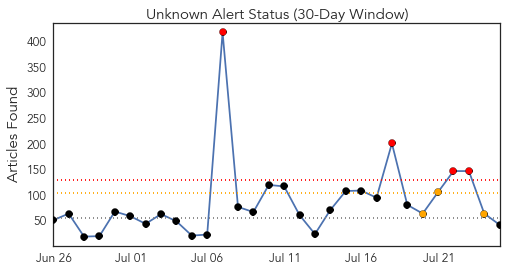 Unknown Alert Status (30-Day Window)
Articles Found
400
350
300
250
200
150
100
50
Jun 26
Jul 01
Jul 06
Jul 11
Jul 16
Jul 21